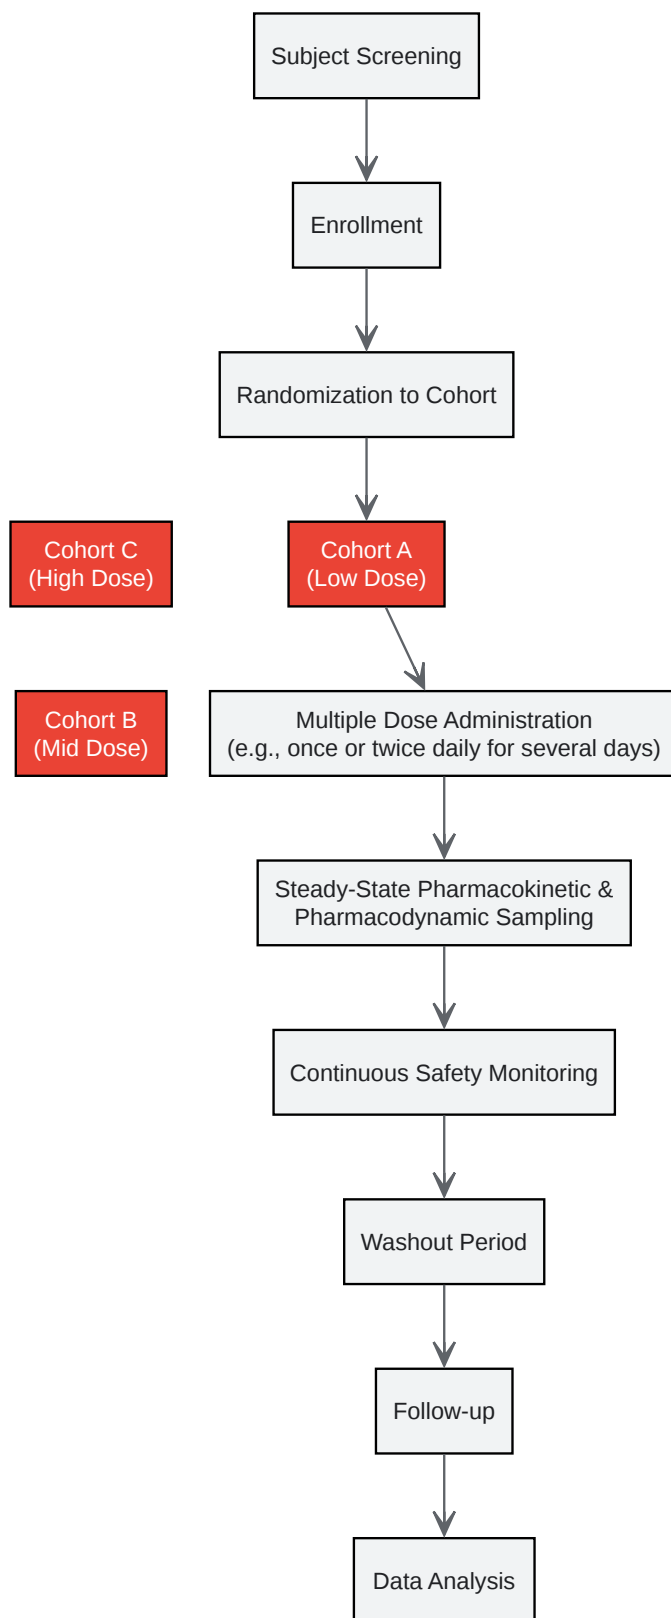 Subject Screening
Enrollment
Randomization to Cohort
Cohort C
(High Dose)
Cohort A
(Low Dose)
Cohort B
(Mid Dose)
Multiple Dose Administration
(e.g., once or twice daily for several days)
Steady-State Pharmacokinetic &
Pharmacodynamic Sampling
Continuous Safety Monitoring
Washout Period
Follow-up
Data Analysis